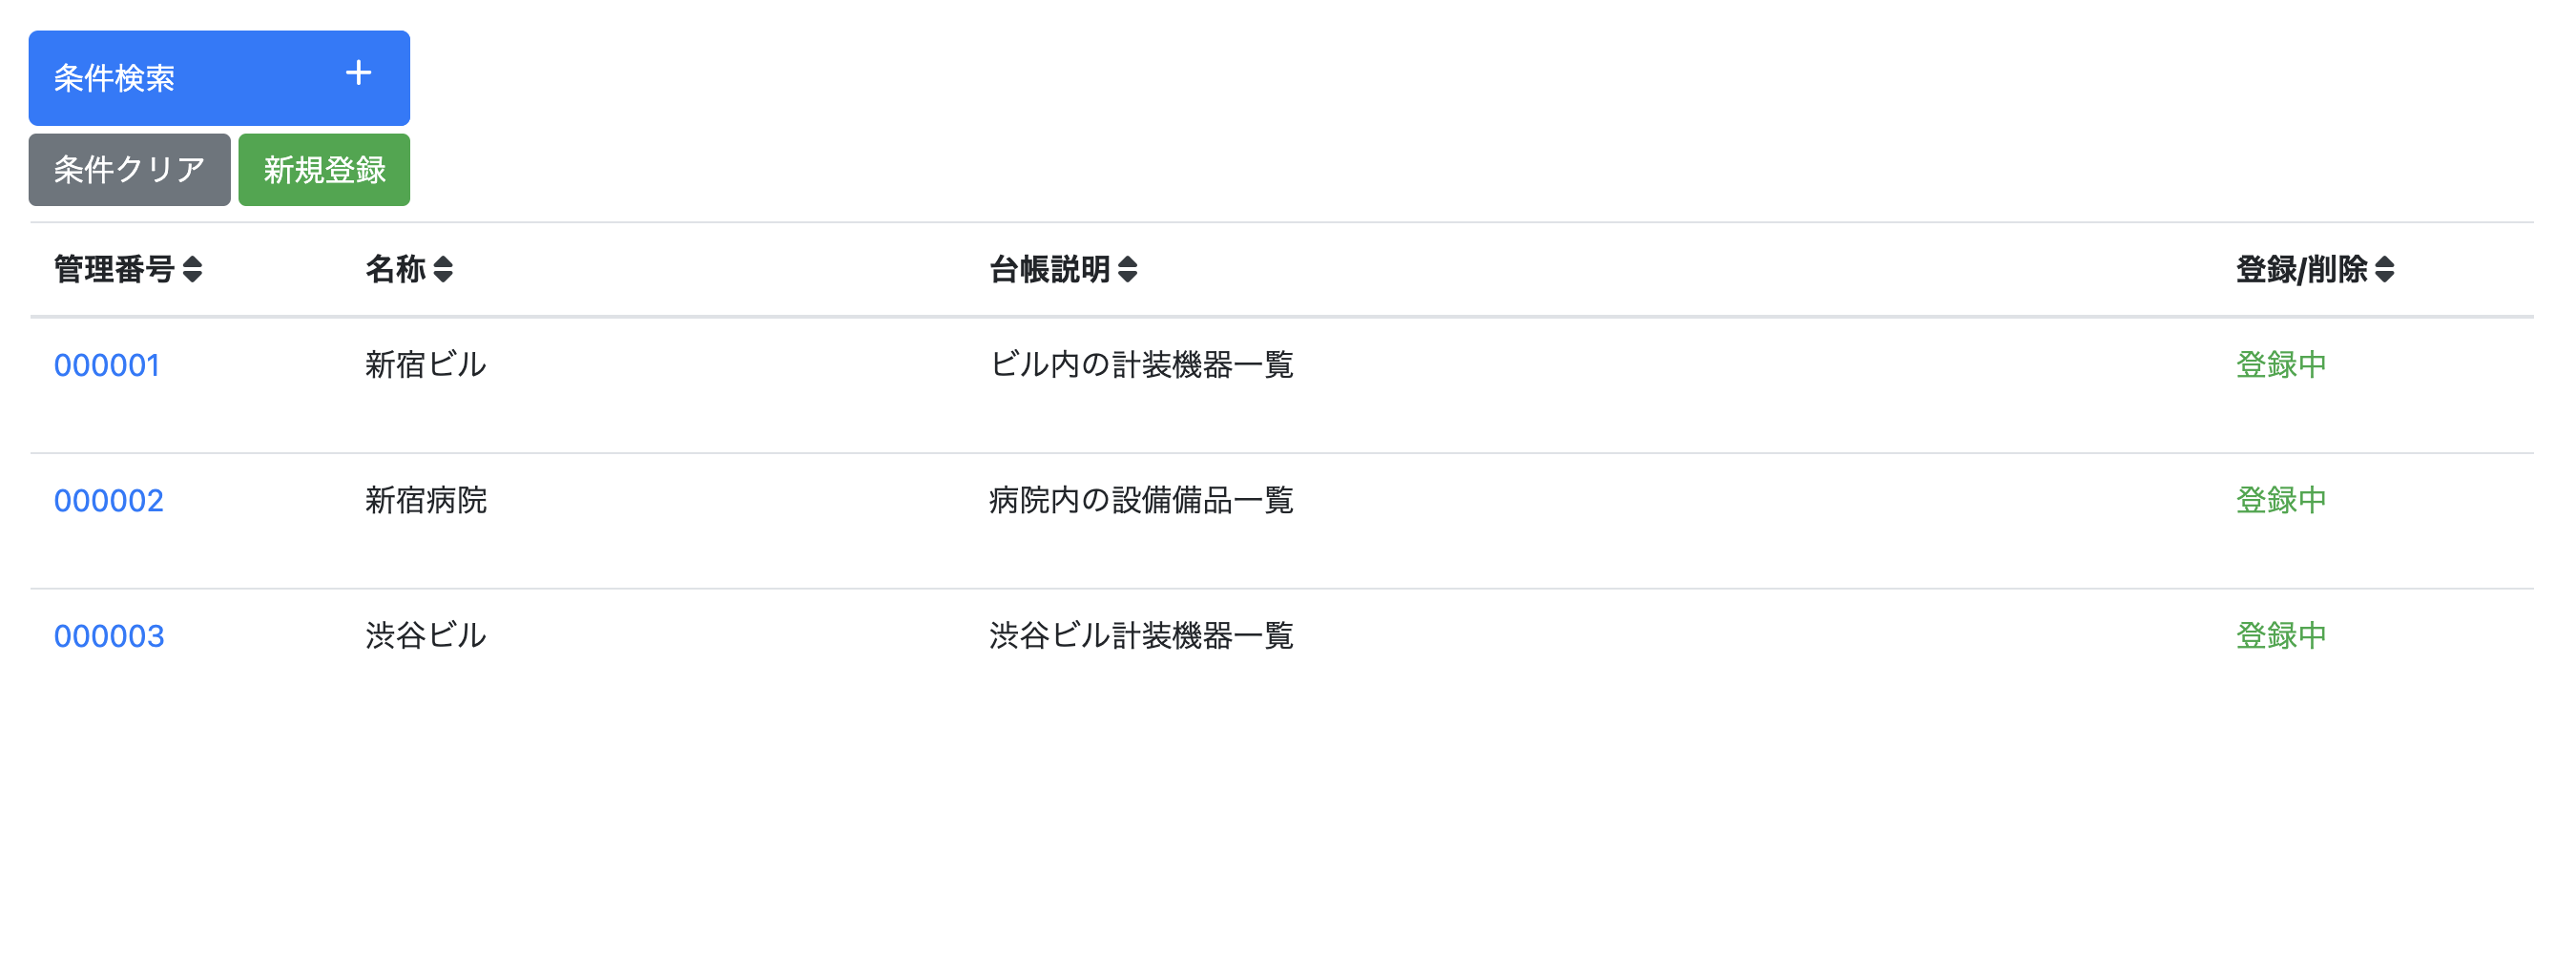 条件検索 +
条件クリア 新規登録
管理番号 名称 台帳説明 登録/削除
000001 新宿ビル ビル内の計装機器一覧 登録中
000002 新宿病院 病院内の設備備品一覧 登録中
000003 渋谷ビル 渋谷ビル計装機器一覧 登録中